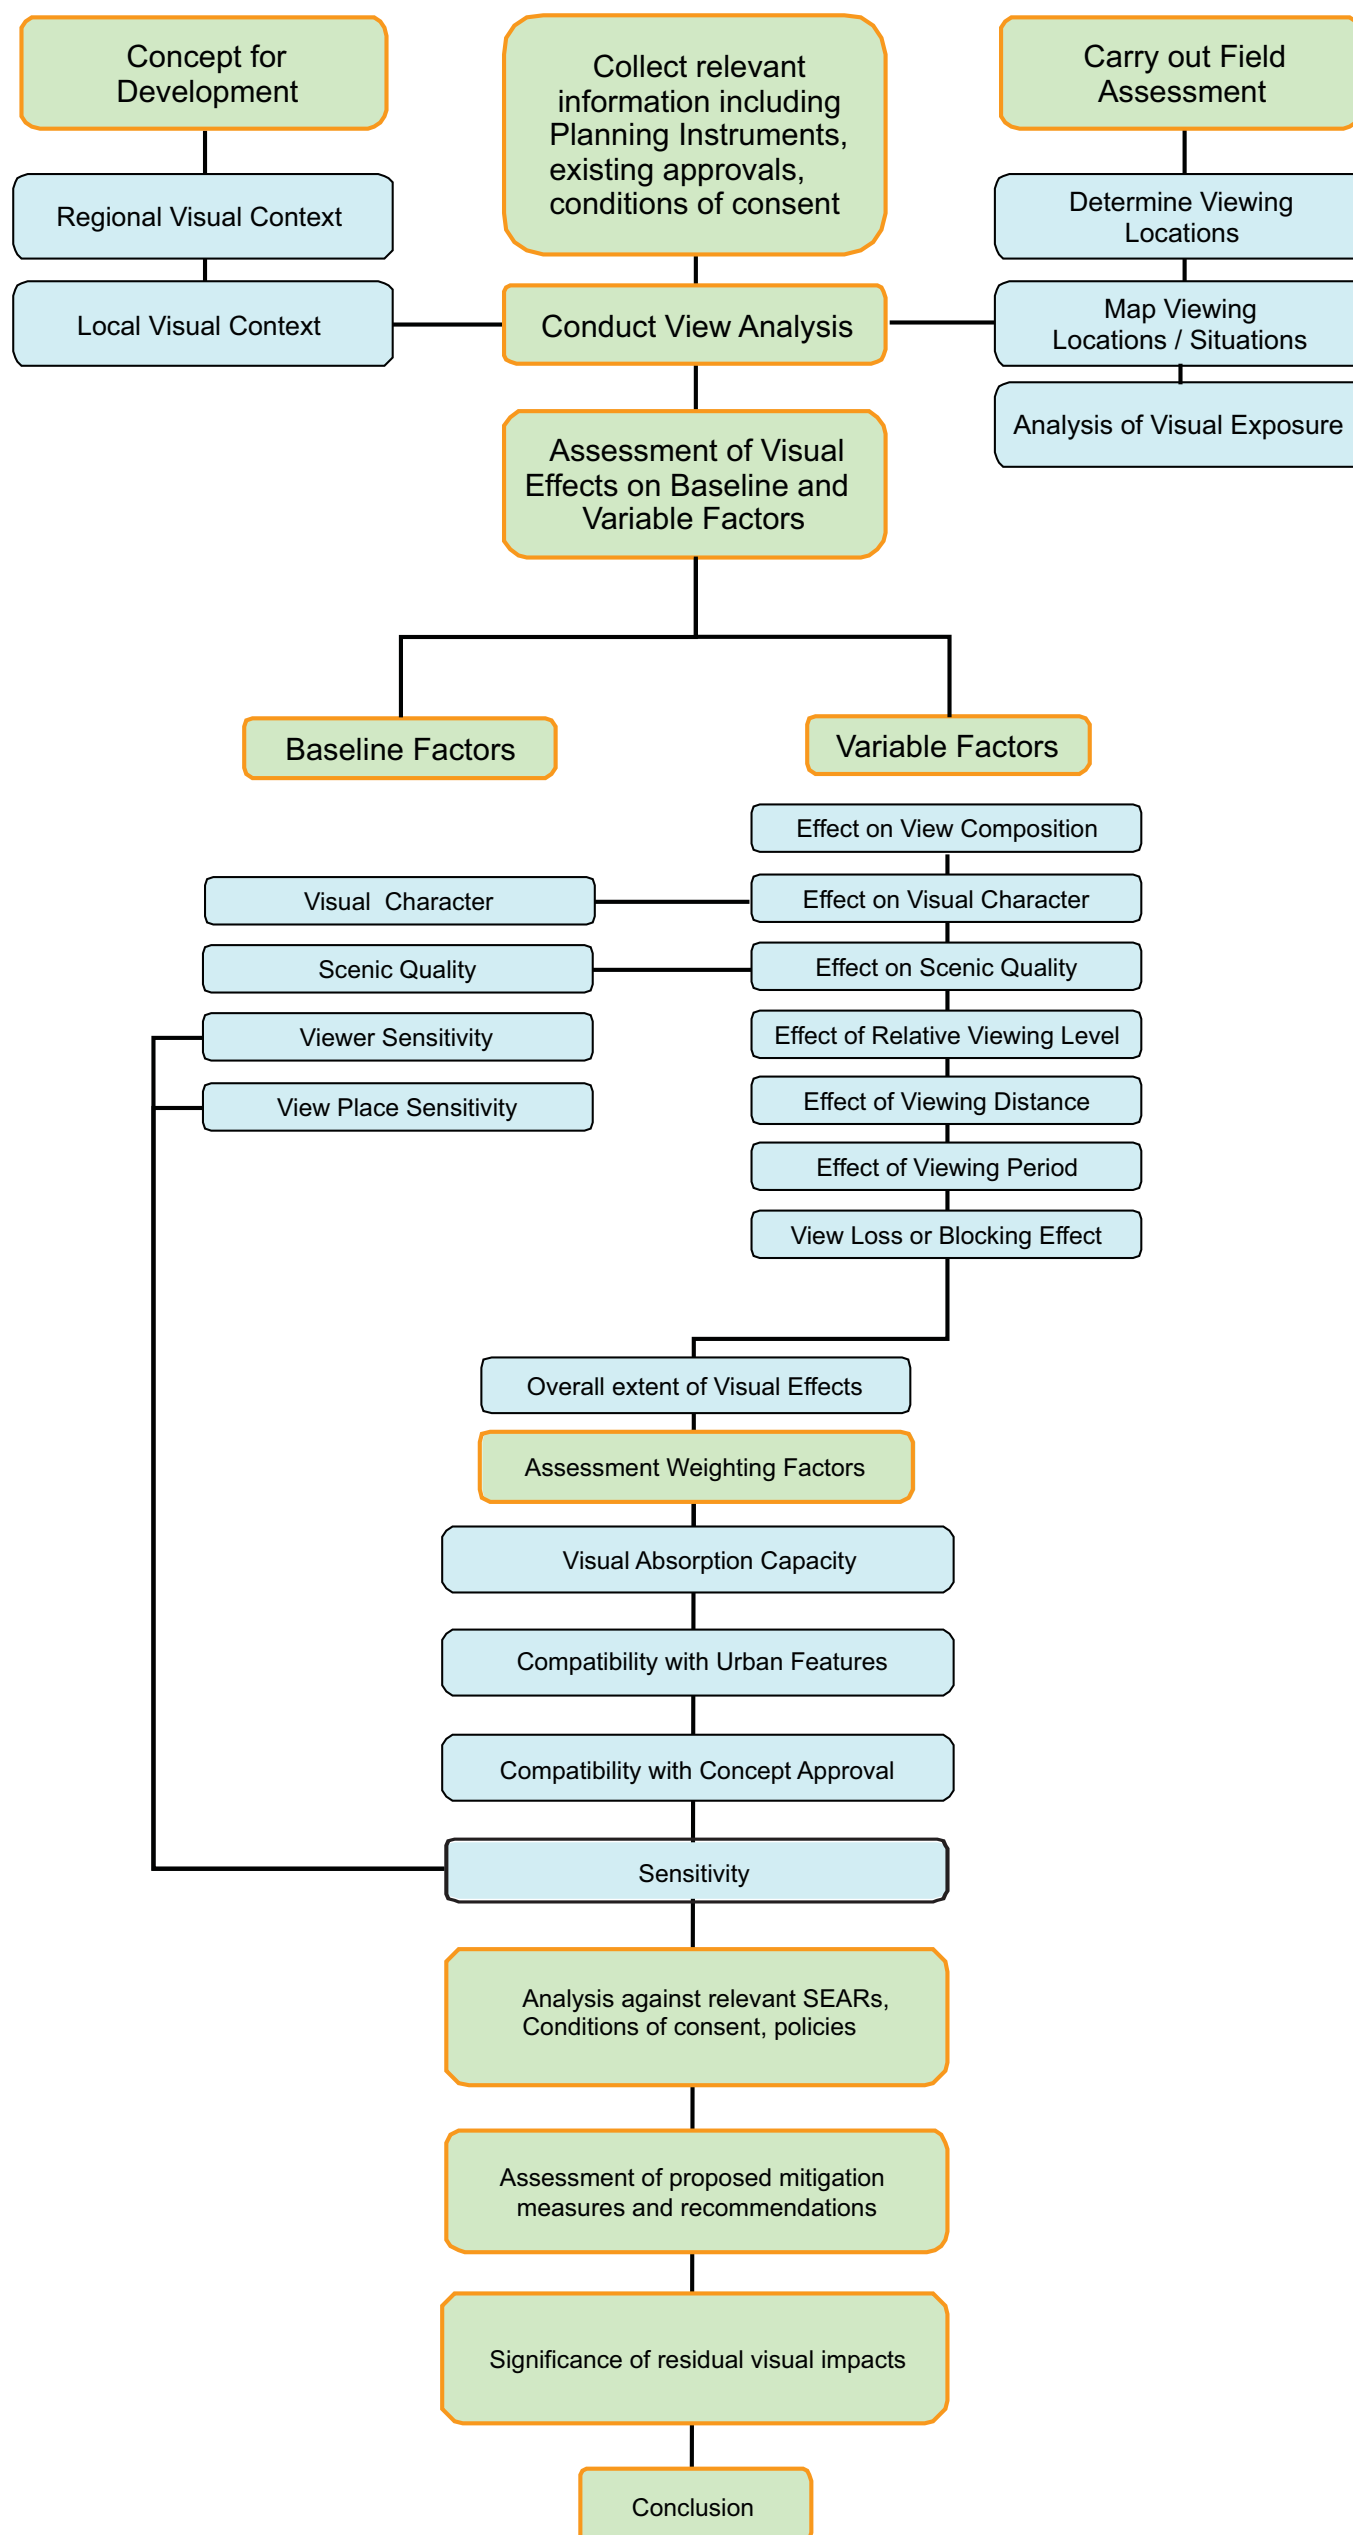 Concept for
Development
Collect relevant
information including
Planning Instruments,
existing approvals,
conditions of consent
Carry out Field
Assessment
Regional Visual Context
Determine Viewing
Locations
Local Visual Context
Conduct View Analysis
Map Viewing
Locations / Situations
Analysis of Visual Exposure
Assessment of Visual
Effects on Baseline and
Variable Factors
Baseline Factors
Variable Factors
Effect on View Composition
Visual Character
Effect on Visual Character
Scenic Quality
Effect on Scenic Quality
Viewer Sensitivity
Effect of Relative Viewing Level
View Place Sensitivity
Effect of Viewing Distance
Effect of Viewing Period
View Loss or Blocking Effect
Overall extent of Visual Effects
Assessment Weighting Factors
Visual Absorption Capacity
Compatibility with Urban Features
Compatibility with Concept Approval
Sensitivity
Analysis against relevant SEARs,
Conditions of consent, policies
Assessment of proposed mitigation
measures and recommendations
Significance of residual visual impacts
Conclusion